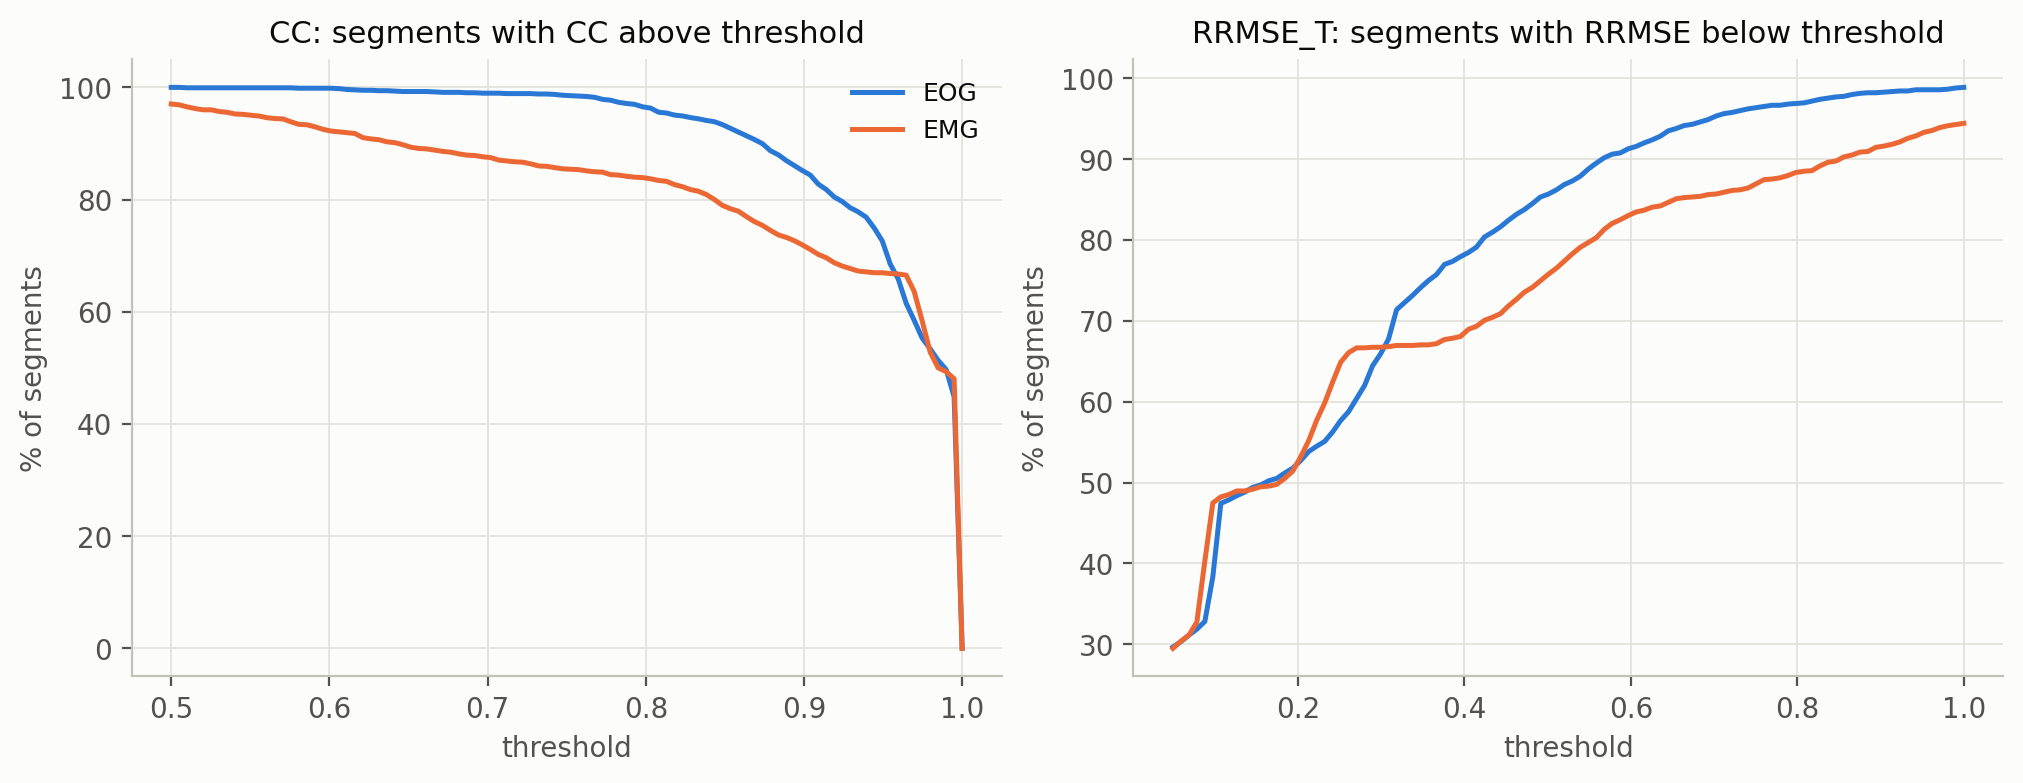 CC: segments with CC above threshold
100
80
60
40
20
0
% of segments
EOG
EMG
0.5 0.6 0.7 0.8 0.9 1.0
threshold
RRMSE_T: segments with RRMSE below threshold
100
90
80
70
60
50
40
30
% of segments
0.2 0.4 0.6 0.8 1.0
threshold